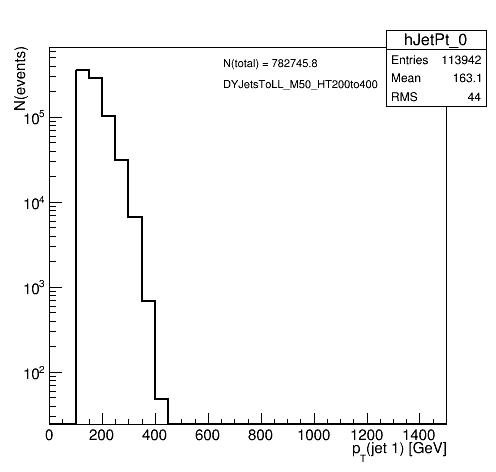 hJetPt_0
Entries 113942
Mean 163.1
RMS 44
N(total) = 782745.8
DYJetsToLL_M50_HT200to400
N(events)
10^5
10^4
10^3
10^2
0 200 400 600 800 1000 1200 1400
p_T(jet 1) [GeV]